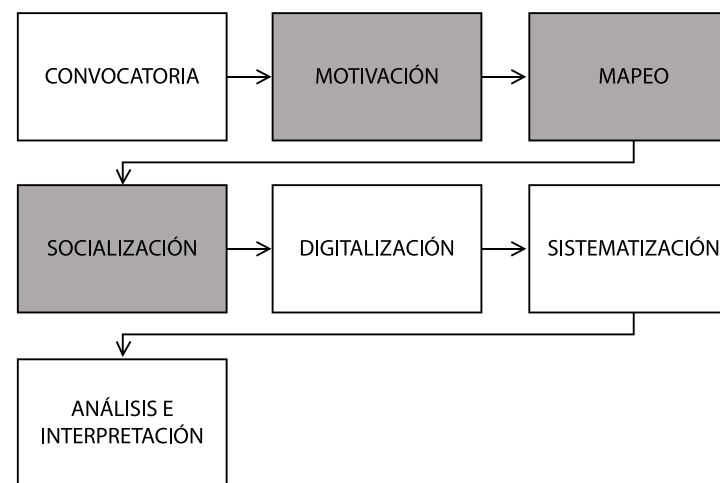 CONVOCATORIA
MOTIVACIÓN
MAPEO
SOCIALIZACIÓN
DIGITALIZACIÓN
SISTEMATIZACIÓN
ANÁLISIS E
INTERPRETACIÓN